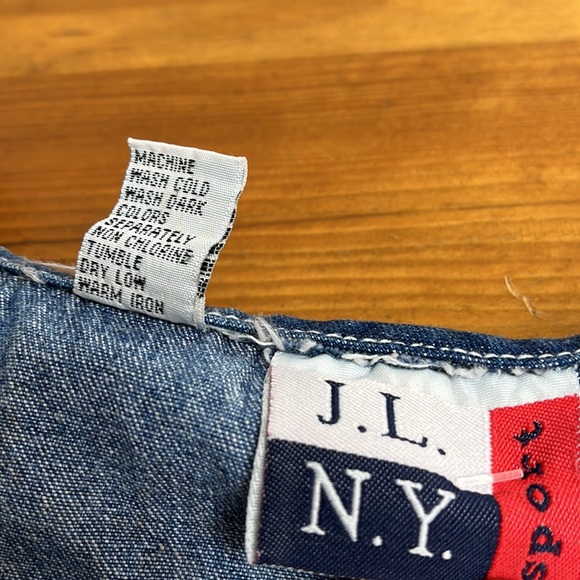 MACHINE
WASH COLD
WASH DARK
COLORS
SEPARATELY
NON CHLORINE
TUMBLE
DRY LOW
WARM IRON
J.L.
N.Y.
sport